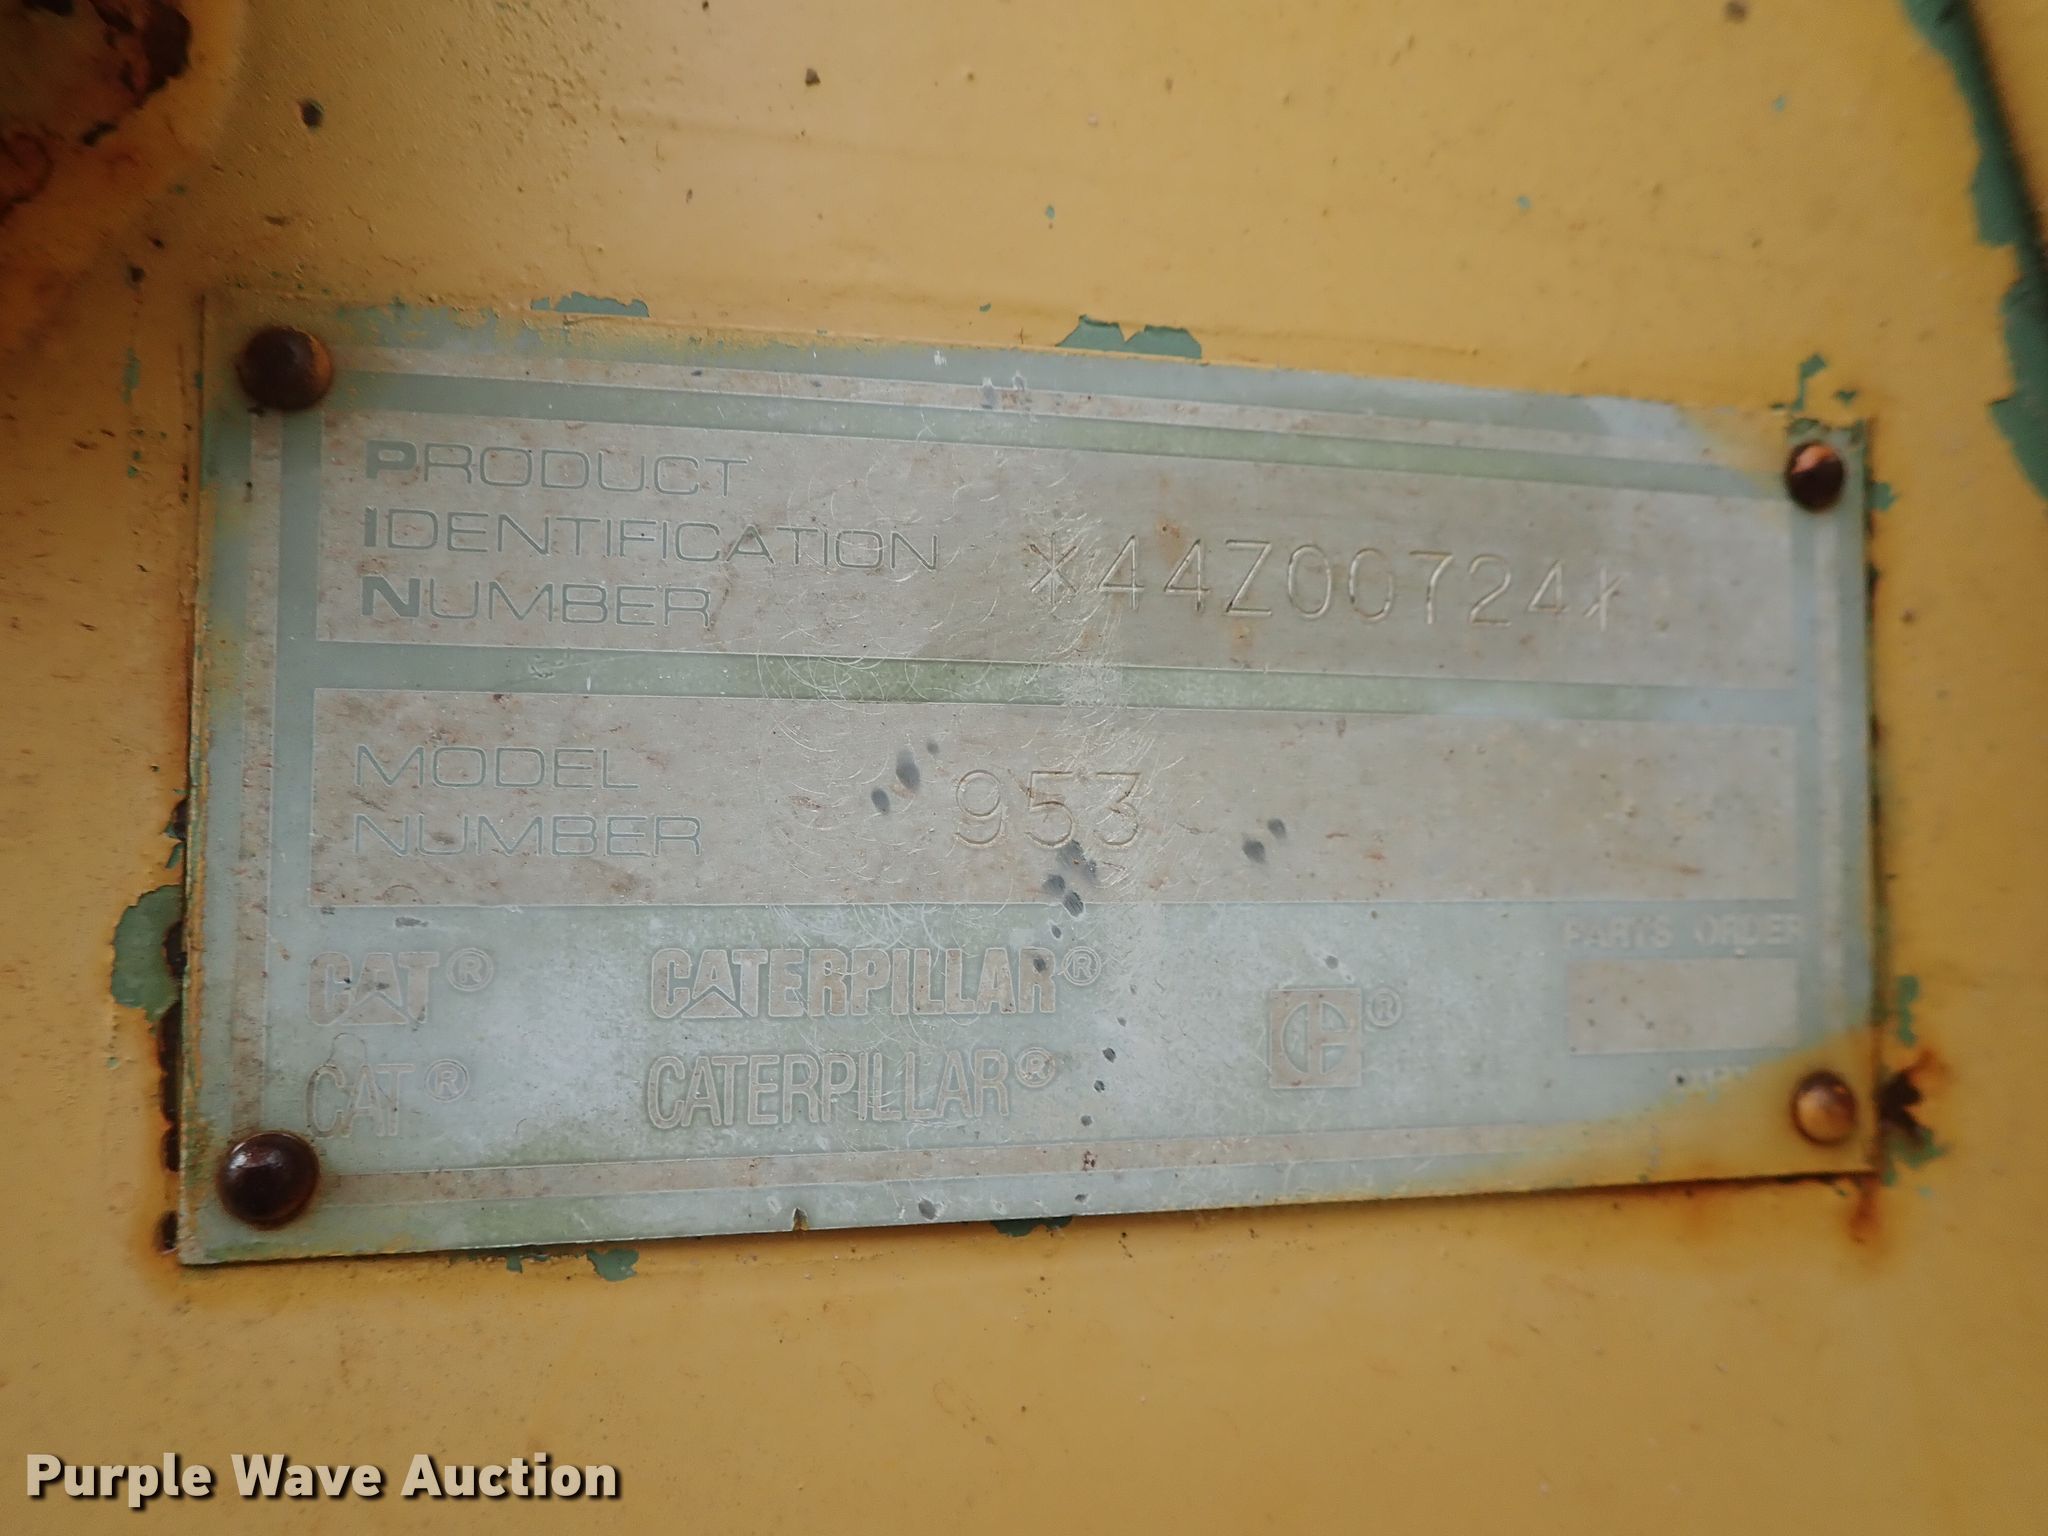 PRODUCT
IDENTIFICATION
NUMBER
*44Z00724*
MODEL
NUMBER
953
PARTS ORDER
CAT® CATERPILLAR®
CAT® CATERPILLAR®
Purple Wave Auction